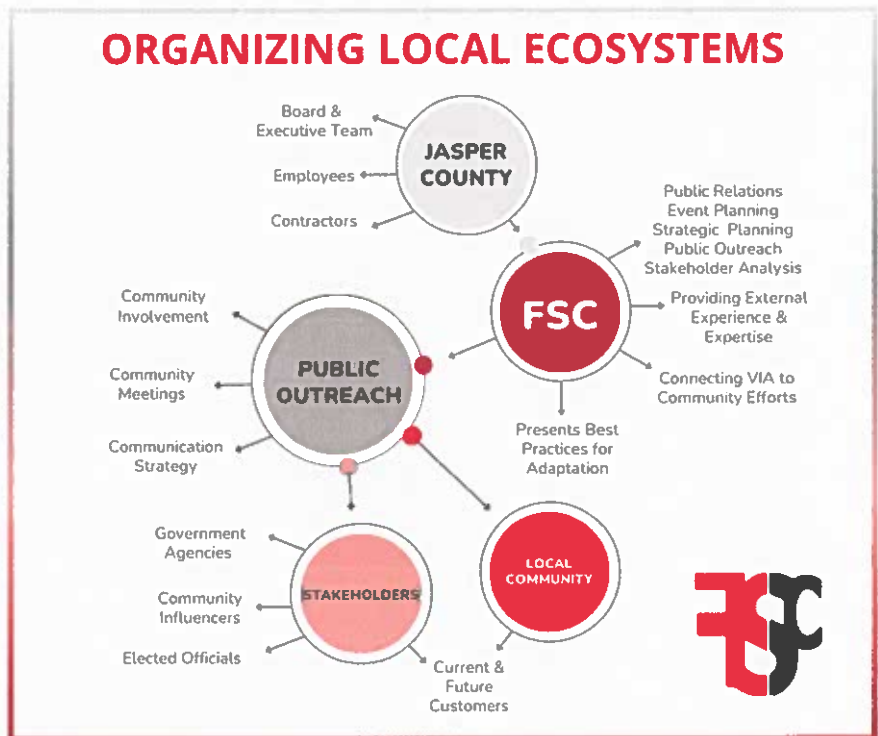 ORGANIZING LOCAL ECOSYSTEMS
Board &
Executive Team
Employees
Contractors
JASPER
COUNTY
Public Relations
Event Planning
Strategic Planning
Public Outreach
Stakeholder Analysis
FSC
Providing External
Experience &
Expertise
Connecting VIA to
Community Efforts
Presents Best
Practices for
Adaptation
Community
Involvement
Community
Meetings
Communication
Strategy
PUBLIC
OUTREACH
Government
Agencies
Community
Influencers
Elected Officials
STAKEHOLDERS
LOCAL
COMMUNITY
Current &
Future
Customers